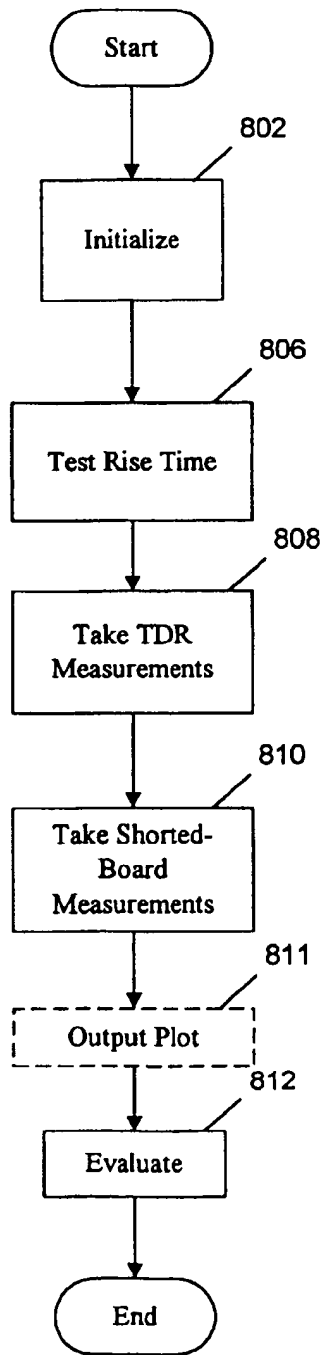 Start
802
Initialize
806
Test Rise Time
808
Take TDR
Measurements
810
Take Shorted-
Board
Measurements
811
Output Plot
812
Evaluate
End